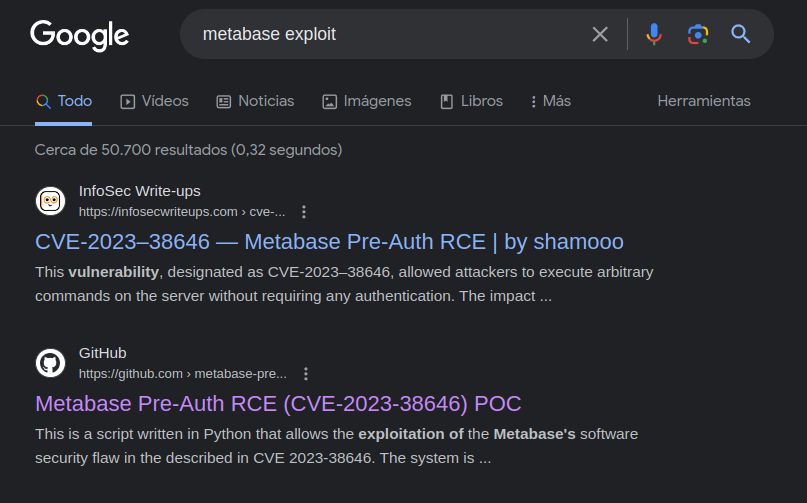 Google
metabase exploit
Todo Vídeos Noticias Imágenes Libros Más Herramientas
Cerca de 50.700 resultados (0,32 segundos)
InfoSec Write-ups
https://infosecwriteups.com › cve-...
CVE-2023–38646 — Metabase Pre-Auth RCE | by shamooo
This vulnerability, designated as CVE-2023–38646, allowed attackers to execute arbitrary
commands on the server without requiring any authentication. The impact ...
GitHub
https://github.com › metabase-pre...
Metabase Pre-Auth RCE (CVE-2023-38646) POC
This is a script written in Python that allows the exploitation of the Metabase's software
security flaw in the described in CVE 2023-38646. The system is ...